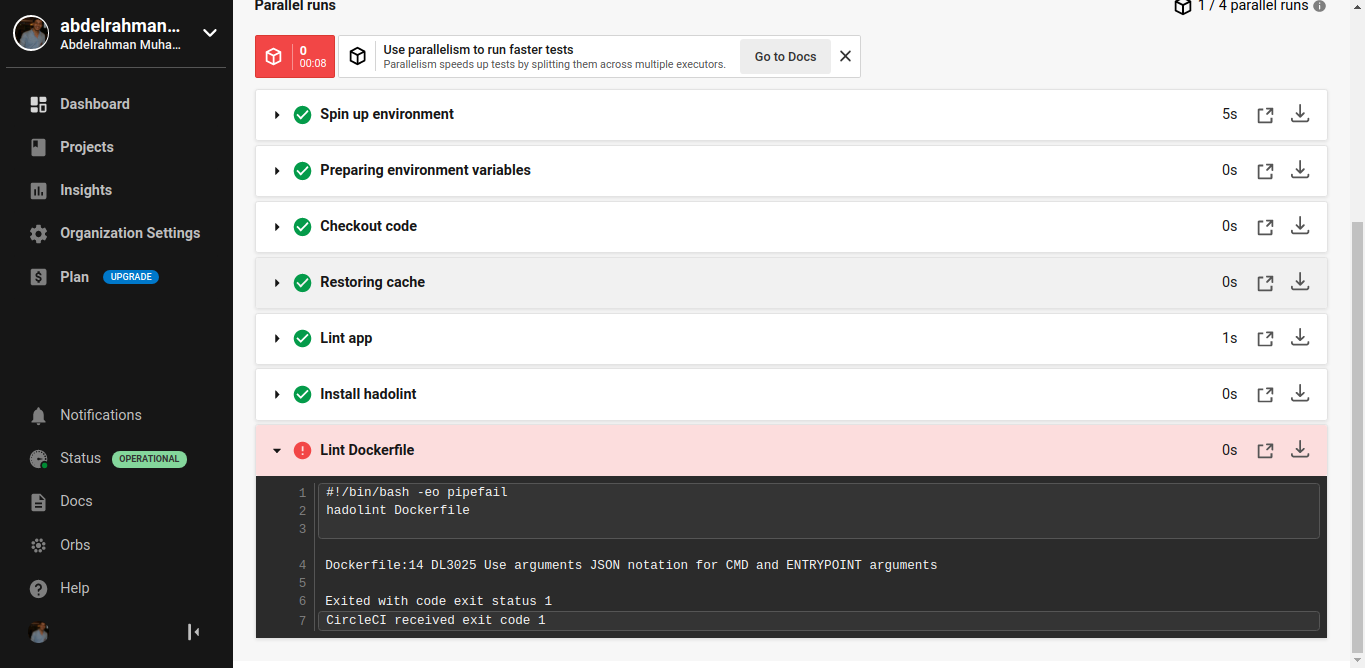 abdelrahman...
Abdelrahman Muha...
Dashboard
Projects
Insights
Organization Settings
Plan UPGRADE
Notifications
Status OPERATIONAL
Docs
Orbs
Help
Parallel runs
1 / 4 parallel runs
0
00:08
Use parallelism to run faster tests
Parallelism speeds up tests by splitting them across multiple executors.
Go to Docs
Spin up environment 5s
Preparing environment variables 0s
Checkout code 0s
Restoring cache 0s
Lint app 1s
Install hadolint 0s
Lint Dockerfile 0s
1 #!/bin/bash -eo pipefail
2 hadolint Dockerfile
3
4 Dockerfile:14 DL3025 Use arguments JSON notation for CMD and ENTRYPOINT arguments
5
6 Exited with code exit status 1
7 CircleCI received exit code 1